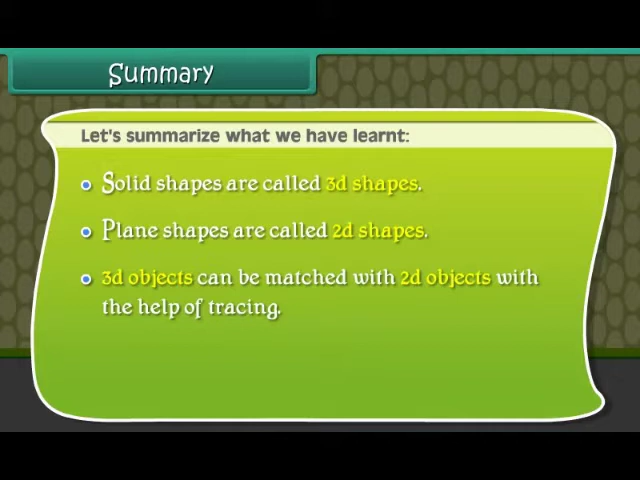 Summary
Let's summarize what we have learnt:
Solid shapes are called 3d shapes.
Plane shapes are called 2d shapes.
3d objects can be matched with 2d objects with
the help of tracing.